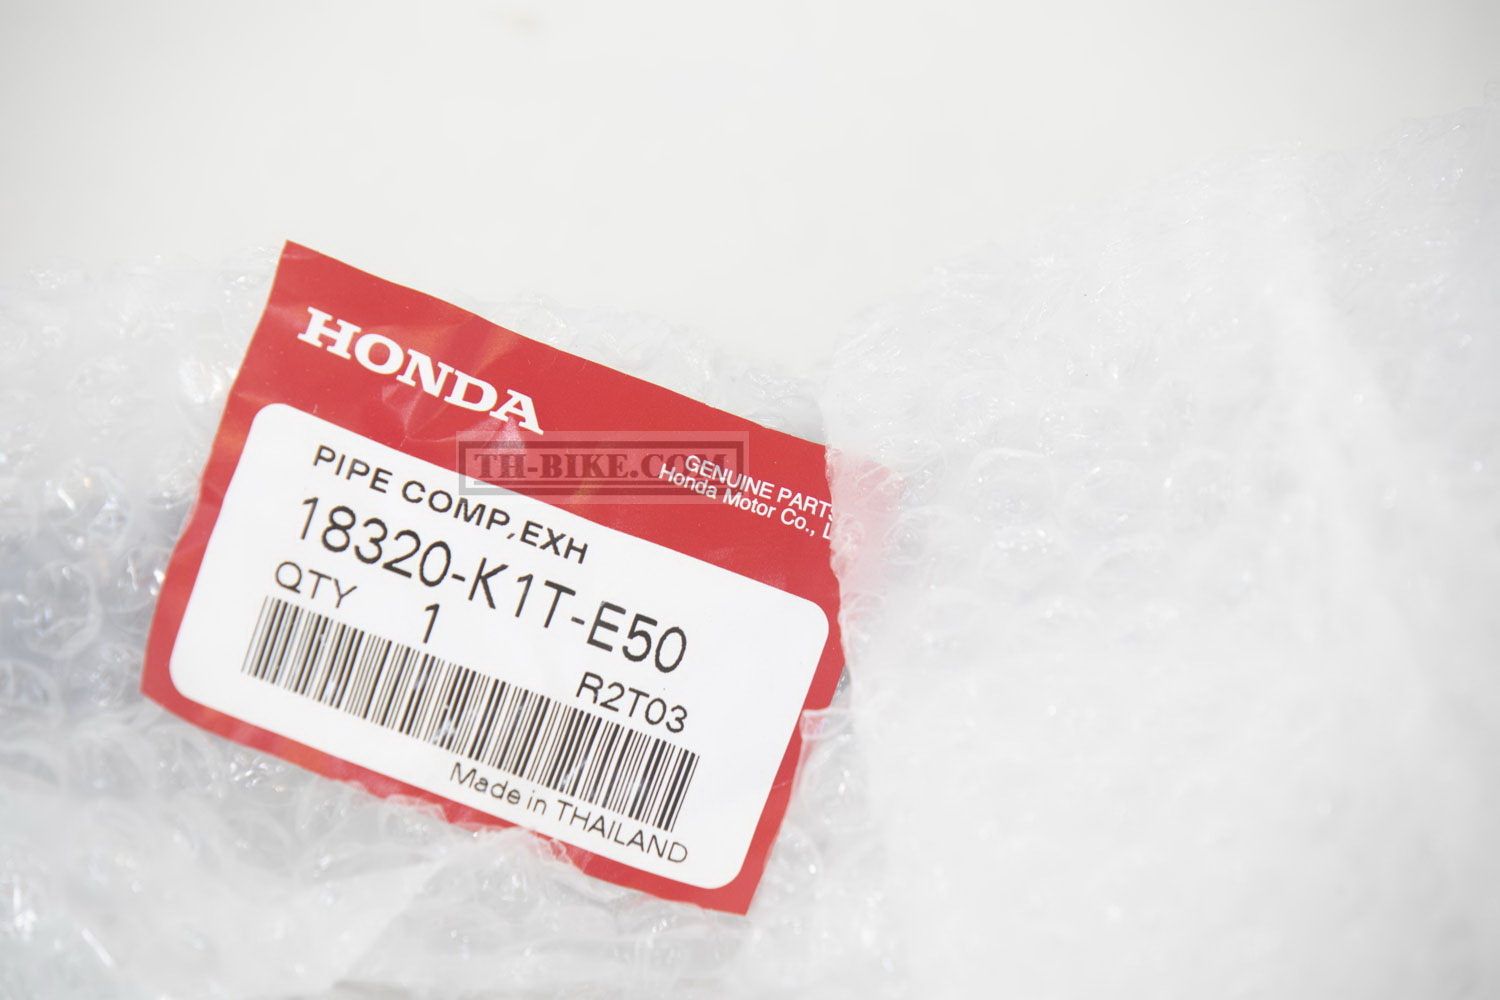 HONDA
TH-BIKE.COM
GENUINE PARTS
Honda Motor Co., L
PIPE COMP,EXH
18320-K1T-E50
QTY 1
R2T03
Made in THAILAND